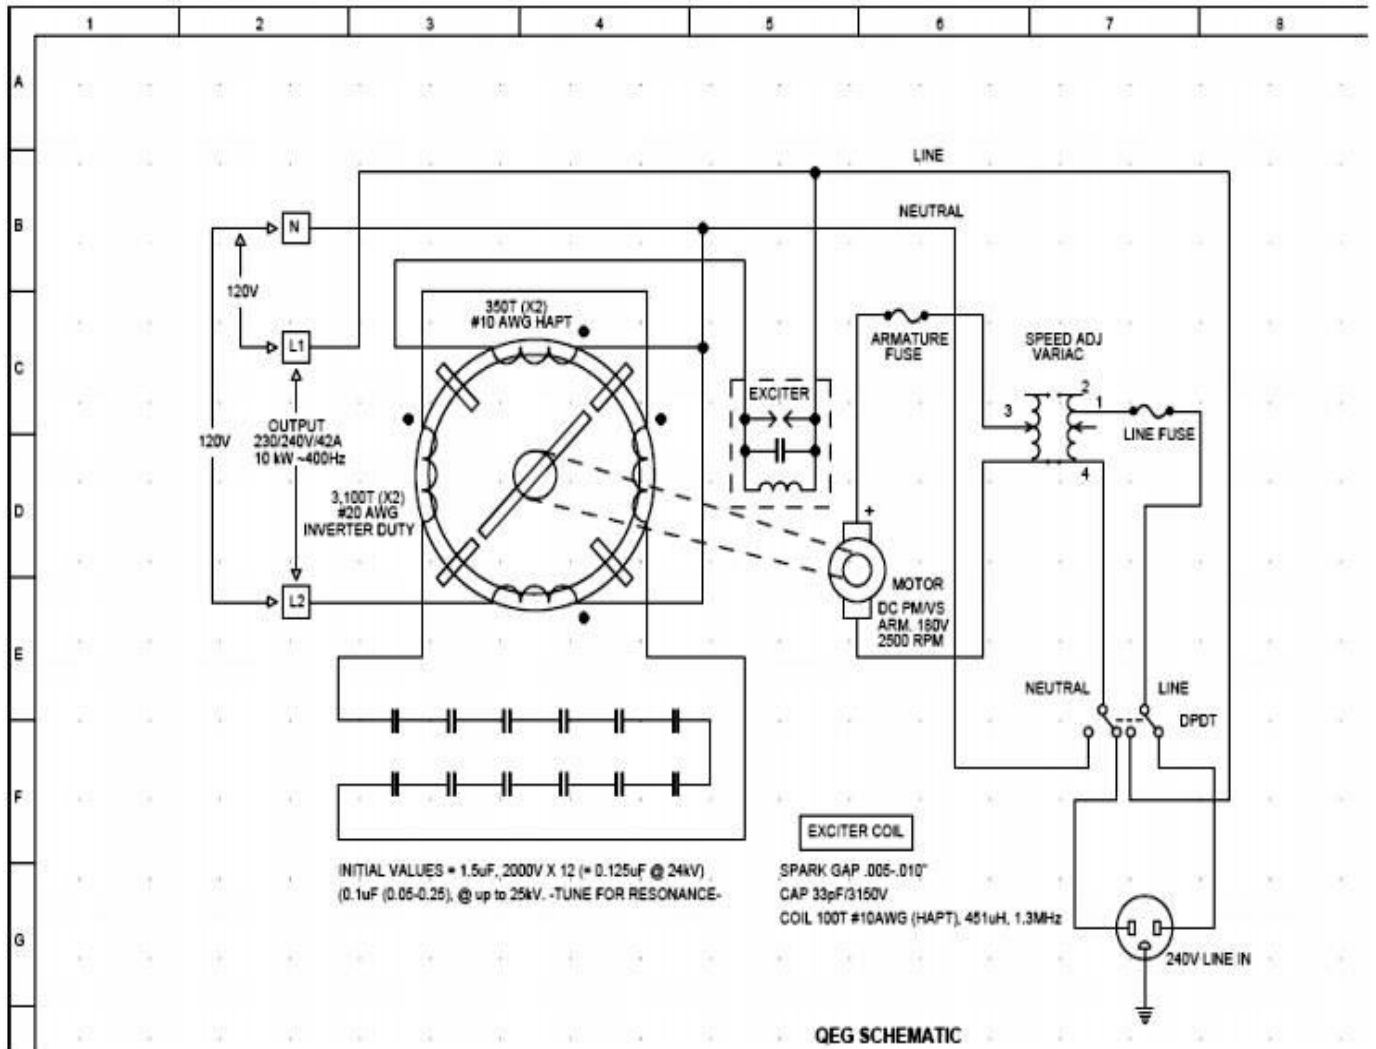 1 2 3 4 5 6 7 8
A
LINE
B
N
NEUTRAL
120V
350T (X2)
#10 AWG HAPT
L1
ARMATURE
FUSE
SPEED ADJ
VARIAC
C
EXCITER
2
1
3
LINE FUSE
OUTPUT
230/240V/42A
10 kW ~400Hz
120V
4
3,100T (X2)
#20 AWG
INVERTER DUTY
D
+
MOTOR
DC PM/VS
ARM. 180V
2500 RPM
L2
E
NEUTRAL
LINE
DPDT
F
EXCITER COIL
INITIAL VALUES = 1.5uF, 2000V X 12 (= 0.125uF @ 24kV)
(0.1uF (0.05-0.25), @ up to 25kV. -TUNE FOR RESONANCE-
SPARK GAP .005-.010"
CAP 33pF/3150V
COIL 100T #10AWG (HAPT), 451uH, 1.3MHz
G
240V LINE IN
QEG SCHEMATIC